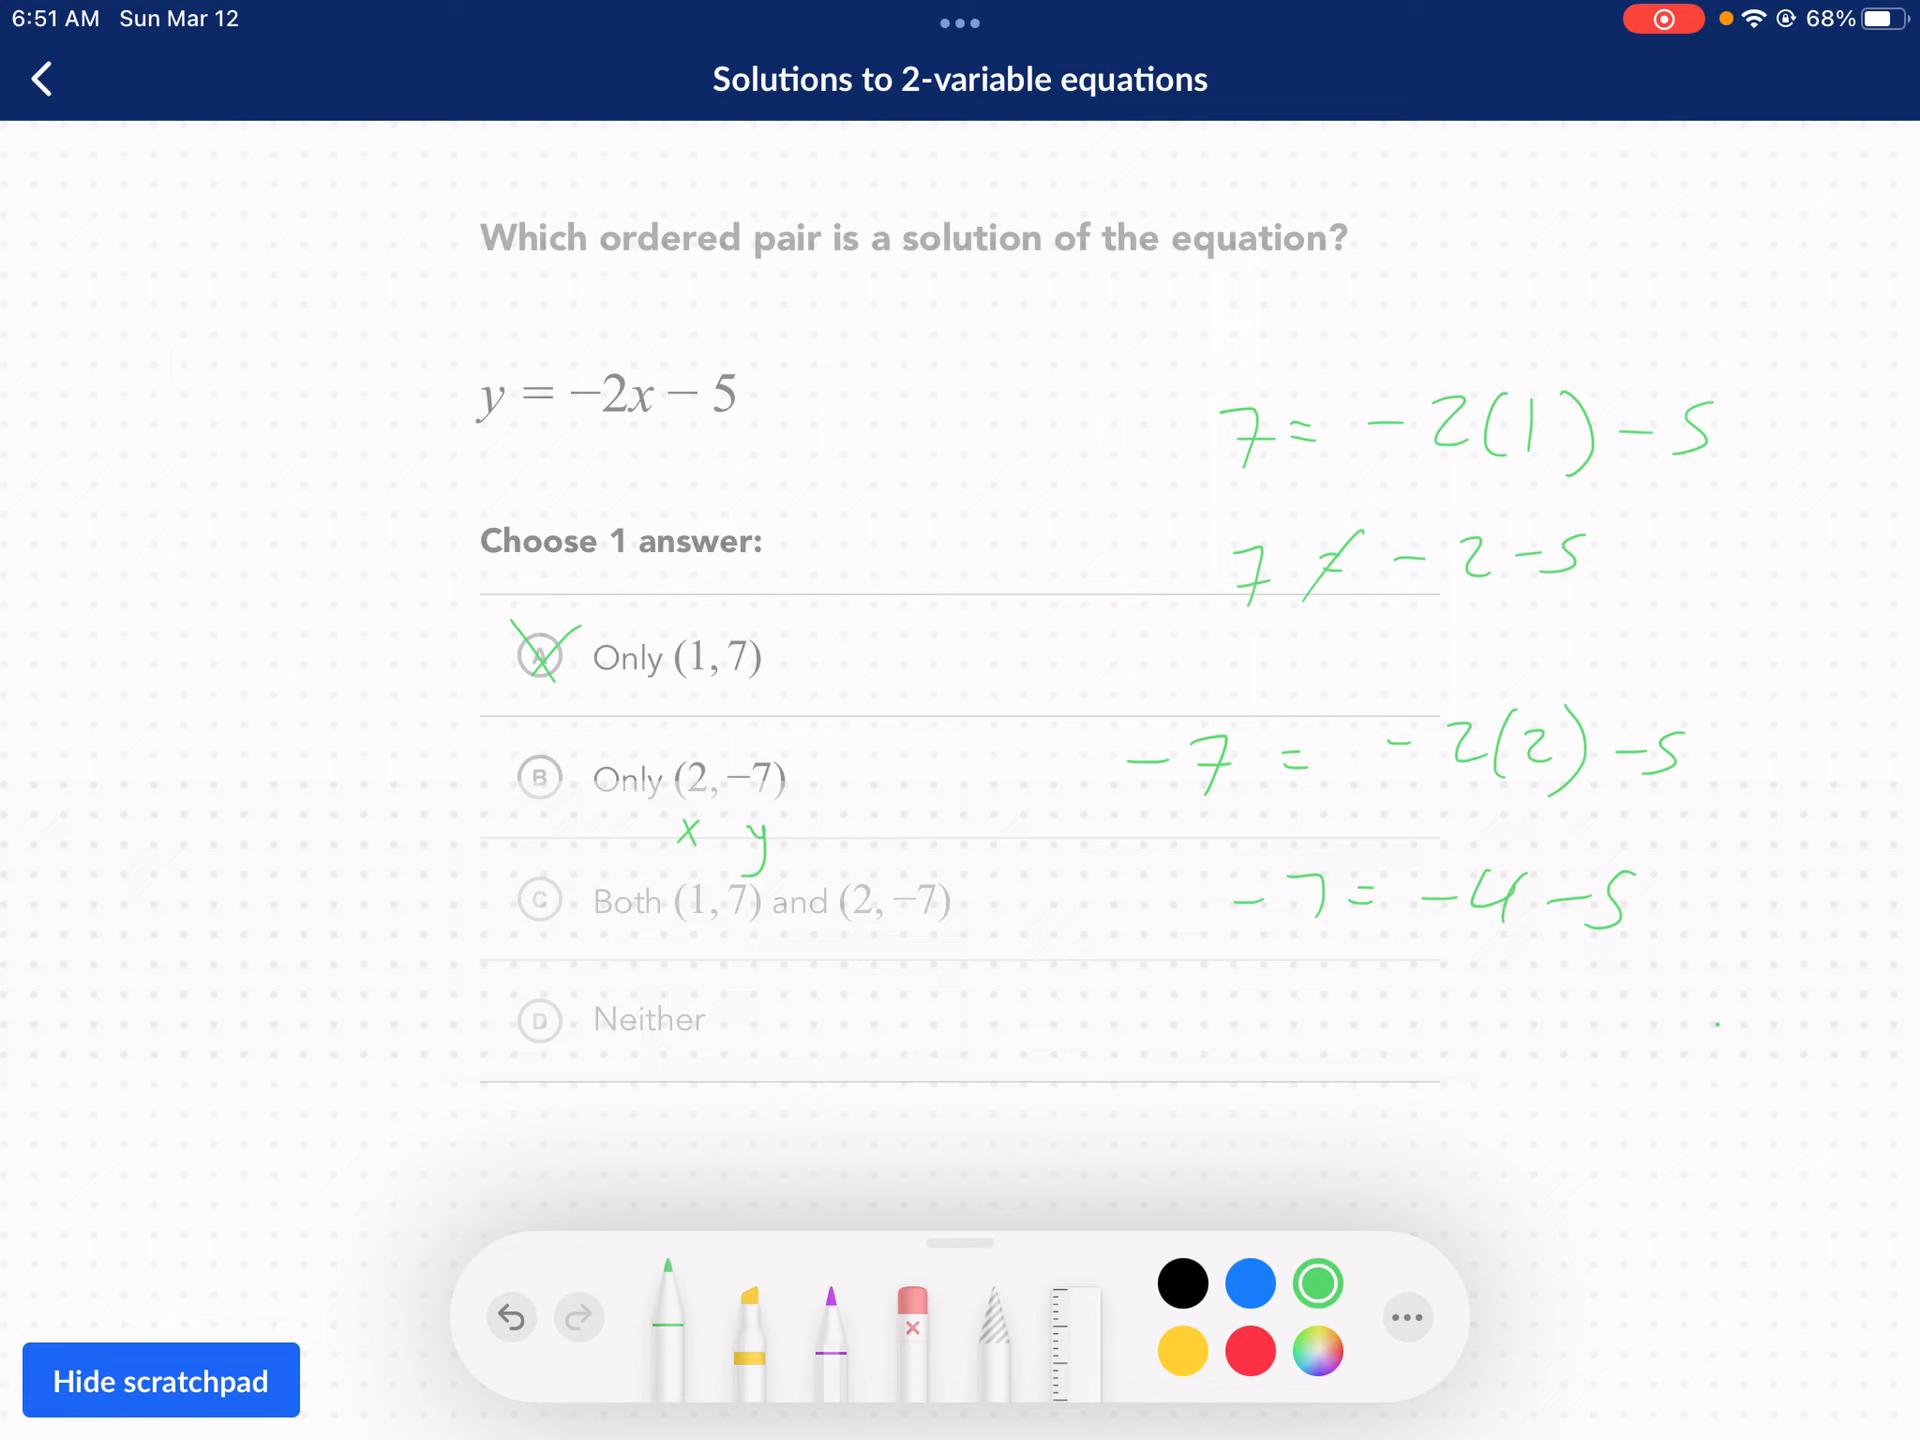 6:51 AM Sun Mar 12
68%
Solutions to 2-variable equations
Which ordered pair is a solution of the equation?
y = −2x − 5
7 = - 2(1) - 5
Choose 1 answer:
7 ≠ - 2 - 5
A Only (1, 7)
B Only (2, −7)
- 7 = - 2(2) - 5
x y
C Both (1, 7) and (2, −7)
- 7 = - 4 - 5
D Neither
Hide scratchpad